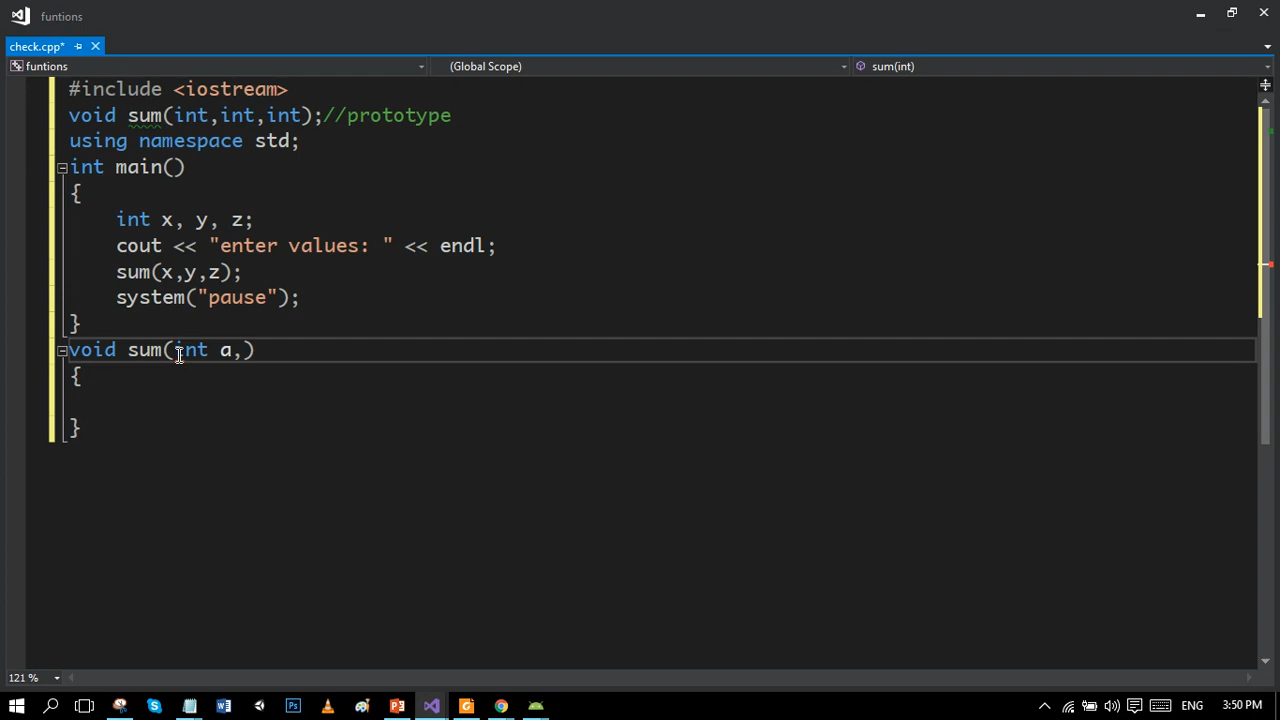 funtions
check.cpp*
funtions
(Global Scope)
sum(int)
#include <iostream>
void sum(int,int,int);//prototype
using namespace std;
int main()
{
int x, y, z;
cout << "enter values: " << endl;
sum(x,y,z);
system("pause");
}
void sum(int a,)
{
}
121 %
ENG
3:50 PM